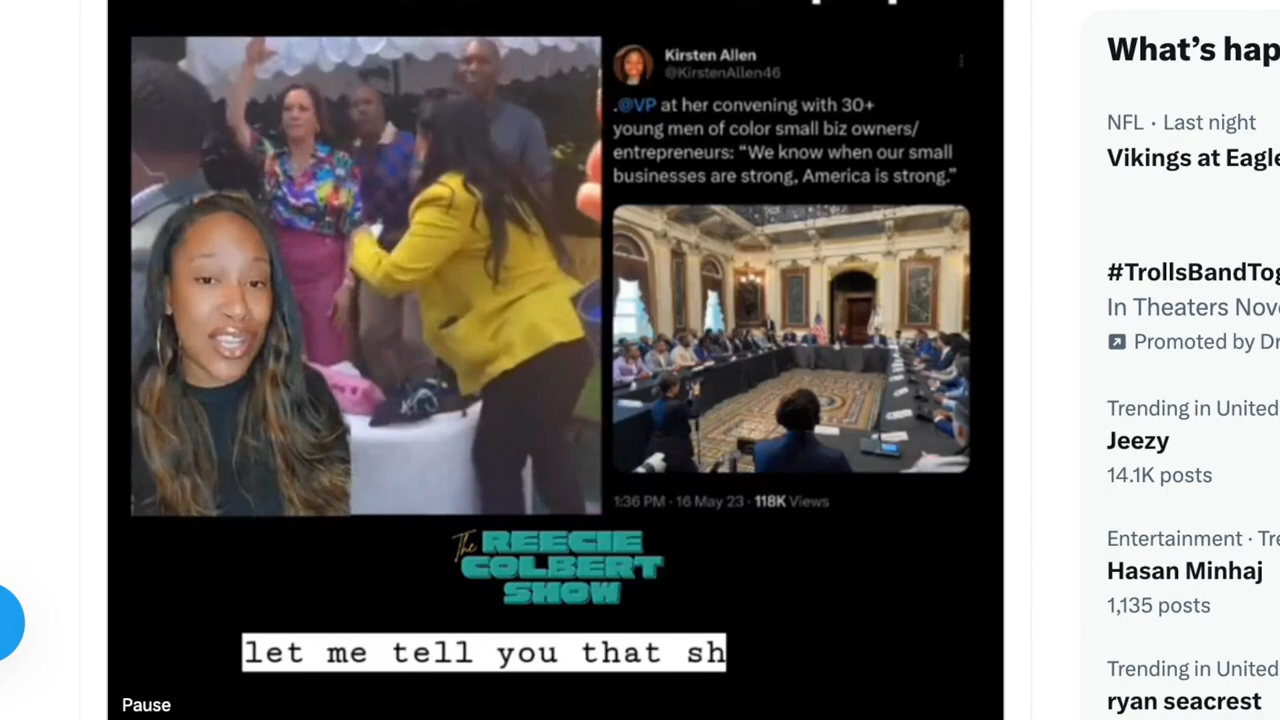 Kirsten Allen
@KirstenAllen46
.@VP at her convening with 30+
young men of color small biz owners/
entrepreneurs: “We know when our small
businesses are strong, America is strong.”
1:36 PM · 16 May 23 · 118K Views
The REECIE
COLBERT
SHOW
let me tell you that sh
Pause
What’s hap
NFL · Last night
Vikings at Eagle
#TrollsBandTog
In Theaters Nov
Promoted by Dr
Trending in United
Jeezy
14.1K posts
Entertainment · Tre
Hasan Minhaj
1,135 posts
Trending in United
ryan seacrest